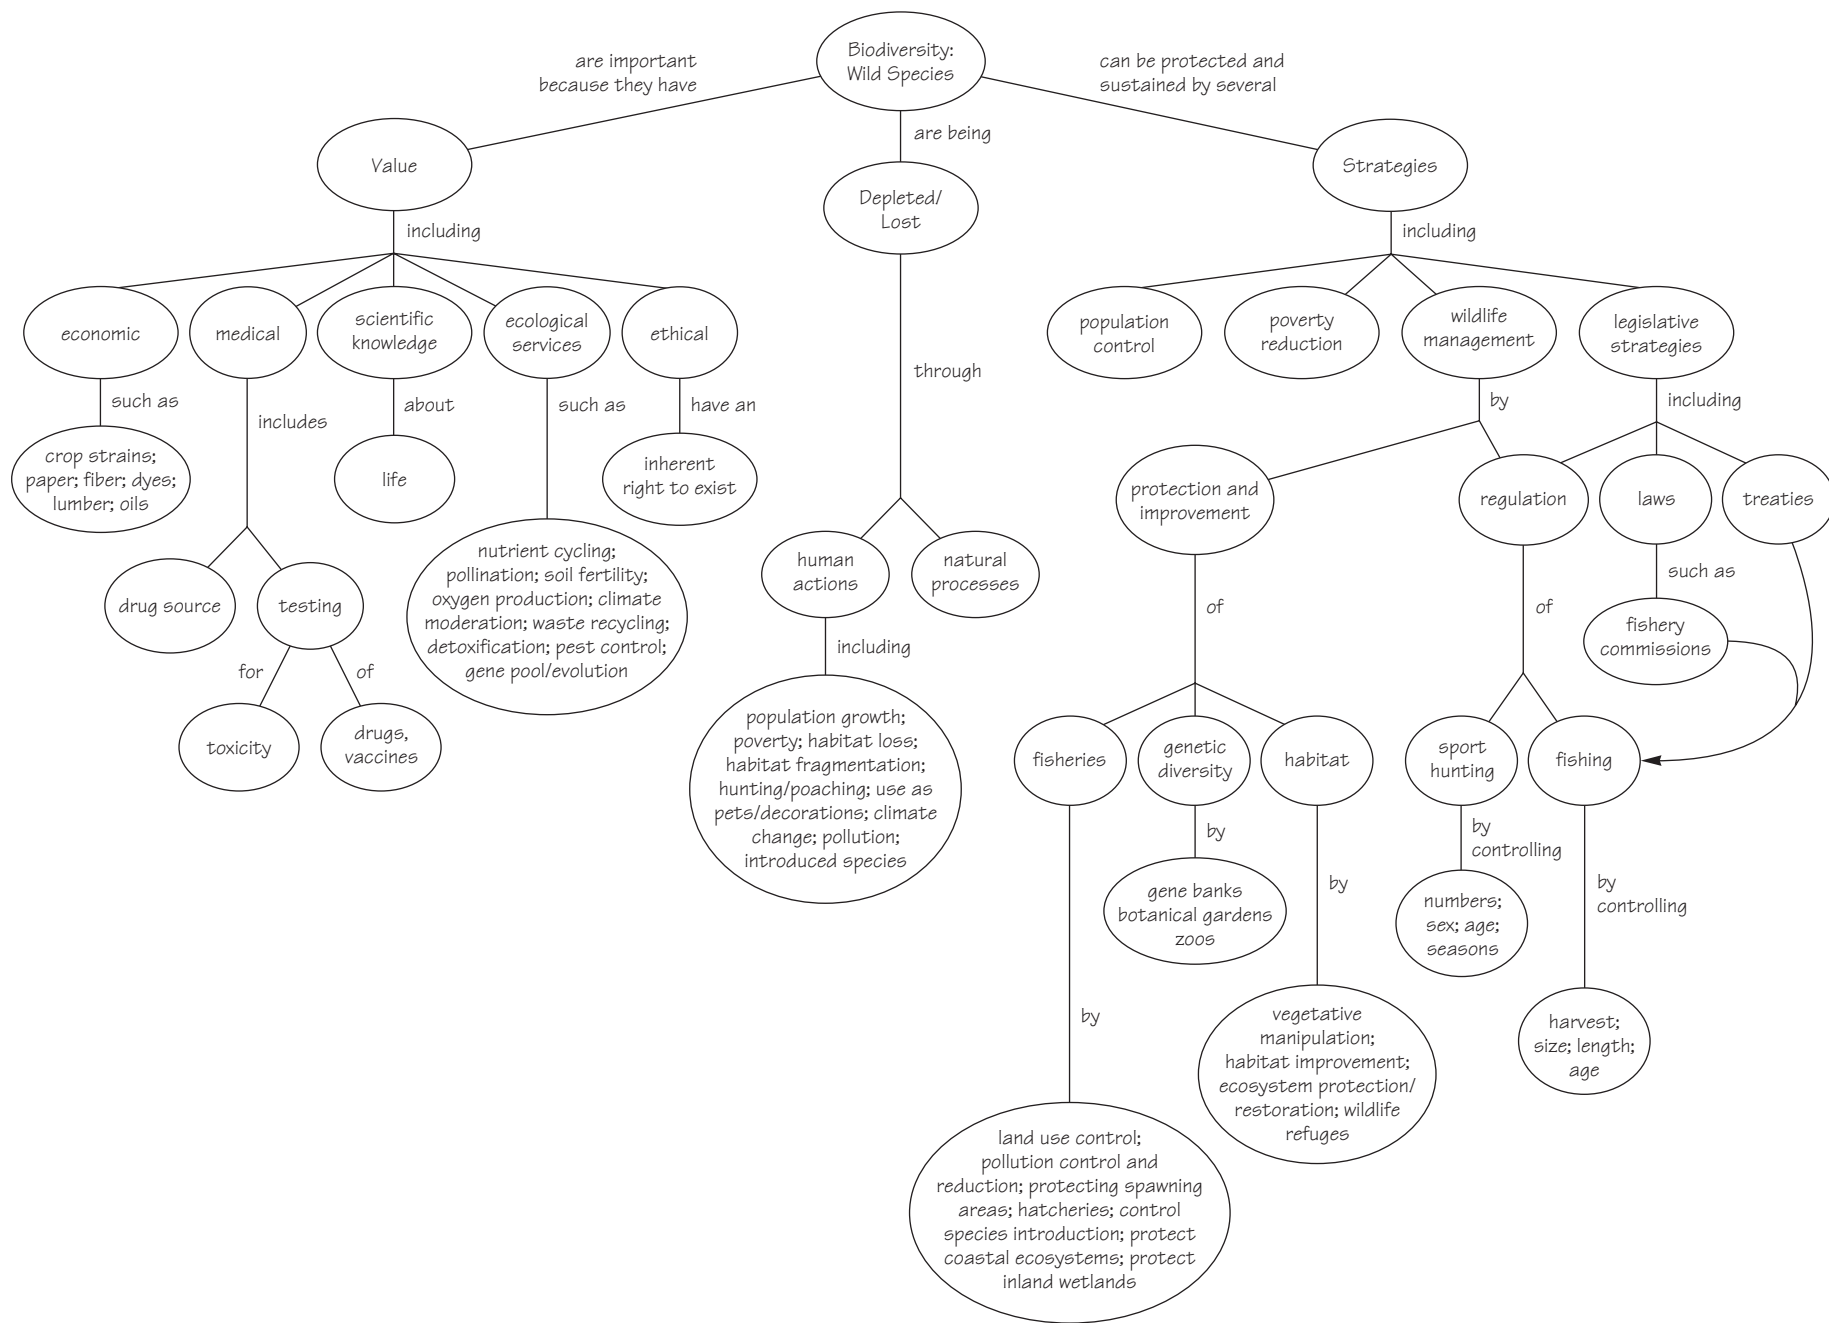 Biodiversity:
Wild Species
are important
because they have
can be protected and
sustained by several
are being
Value
Depleted/
Lost
Strategies
including
including
economic
medical
scientific
knowledge
ecological
services
ethical
population
control
poverty
reduction
wildlife
management
legislative
strategies
such as
includes
about
such as
have an
through
by
including
crop strains;
paper; fiber; dyes;
lumber; oils
life
inherent
right to exist
protection and
improvement
regulation
laws
treaties
drug source
testing
nutrient cycling;
pollination; soil fertility;
oxygen production; climate
moderation; waste recycling;
detoxification; pest control;
gene pool/evolution
human
actions
natural
processes
of
of
such as
fishery
commissions
for
of
including
toxicity
drugs,
vaccines
population growth;
poverty; habitat loss;
habitat fragmentation;
hunting/poaching; use as
pets/decorations; climate
change; pollution;
introduced species
fisheries
genetic
diversity
habitat
sport
hunting
fishing
by
by
by
by
controlling
by
controlling
gene banks
botanical gardens
zoos
numbers;
sex; age;
seasons
vegetative
manipulation;
habitat improvement;
ecosystem protection/
restoration; wildlife
refuges
harvest;
size; length;
age
land use control;
pollution control and
reduction; protecting spawning
areas; hatcheries; control
species introduction; protect
coastal ecosystems; protect
inland wetlands